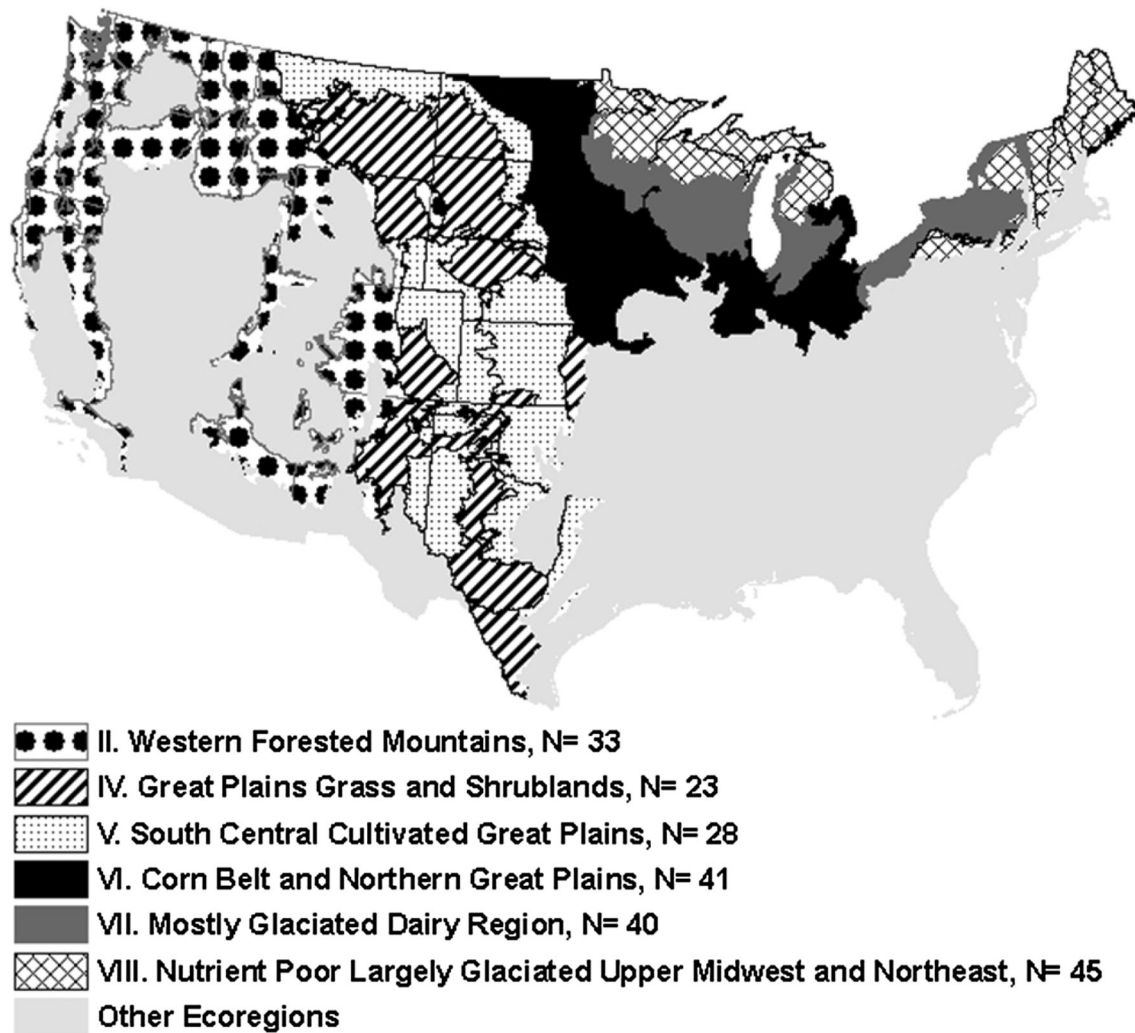 II. Western Forested Mountains, N= 33
IV. Great Plains Grass and Shrublands, N= 23
V. South Central Cultivated Great Plains, N= 28
VI. Corn Belt and Northern Great Plains, N= 41
VII. Mostly Glaciated Dairy Region, N= 40
VIII. Nutrient Poor Largely Glaciated Upper Midwest and Northeast, N= 45
Other Ecoregions